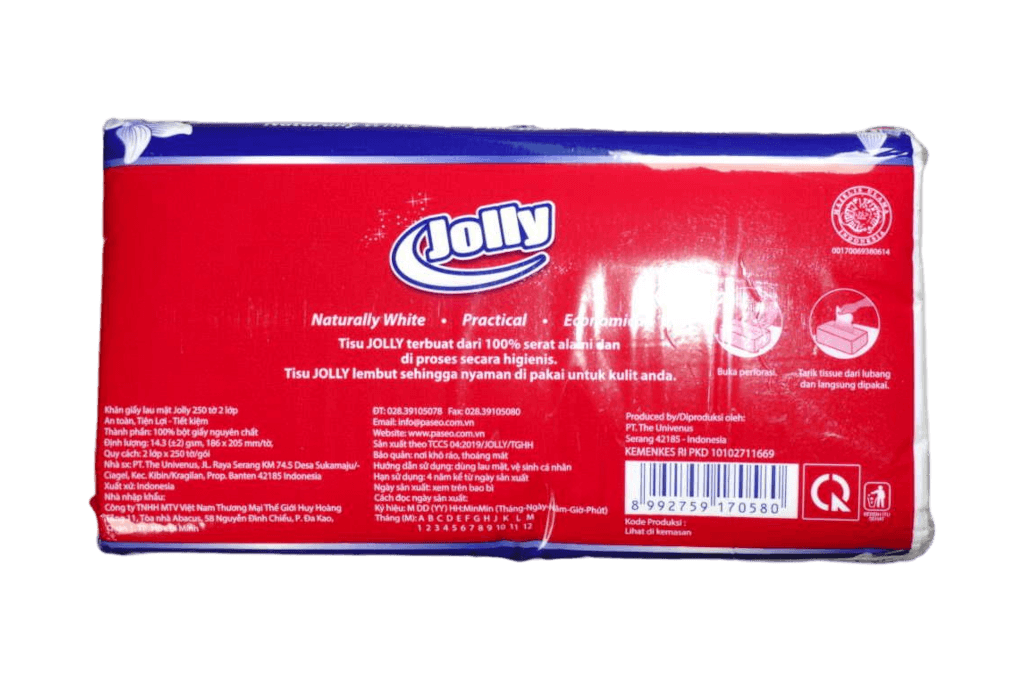 Naturally White
Jolly
MAJELIS ULAMA
INDONESIA
00170069380614
Naturally White • Practical •
Tisu JOLLY terbuat dari 100% serat alami dan
di proses secara higienis.
Tisu JOLLY lembut sehingga nyaman di pakai untuk kulit anda.
Buka perforasi.
Tarik tissue dari lubang
dan langsung dipakai.
Khăn giấy lau mặt Jolly 250 tờ 2 lớp
An toàn, Tiện Lợi - Tiết kiệm
Thành phần: 100% bột giấy nguyên chất
Định lượng: 14.3 (±2) gsm, 186 x 205 mm/tờ,
Quy cách: 2 lớp x 250 tờ/gói
Nhà sx: PT. The Univenus, JL. Raya Serang KM 74.5 Desa Sukamaju/-
Ciagel, Kec. Kibin/Kragilan, Prop. Banten 42185 Indonesia
Xuất xứ: Indonesia
Nhà nhập khẩu:
Công ty TNHH MTV Việt Nam Thương Mại Thế Giới Huy Hoàng
Tầng 11, Tòa nhà Abacus, 58 Nguyễn Đình Chiểu, P. Đa Kao,
ĐT: 028.39105078 Fax: 028.39105080
Email: info@paseo.com.vn
Website: www.paseo.com.vn
Sản xuất theo TCCS 04:2019/JOLLY/TGHH
Bảo quản: nơi khô ráo, thoáng mát
Hướng dẫn sử dụng: dùng lau mặt, vệ sinh cá nhân
Hạn sử dụng: 4 năm kể từ ngày sản xuất
Ngày sản xuất: xem trên bao bì
Cách đọc ngày sản xuất:
Ký hiệu: M DD (YY) HH:MinMin (Tháng-Ngày-Năm-Giờ-Phút)
Tháng (M): A B C D E F G H J K L M
1 2 3 4 5 6 7 8 9 10 11 12
Produced by/Diproduksi oleh:
PT. The Univenus
Serang 42185 - Indonesia
KEMENKES RI PKD 10102711669
8 992759 170580
Kode Produksi :
Lihat di kemasan
BERSIH ITU
SEHAT